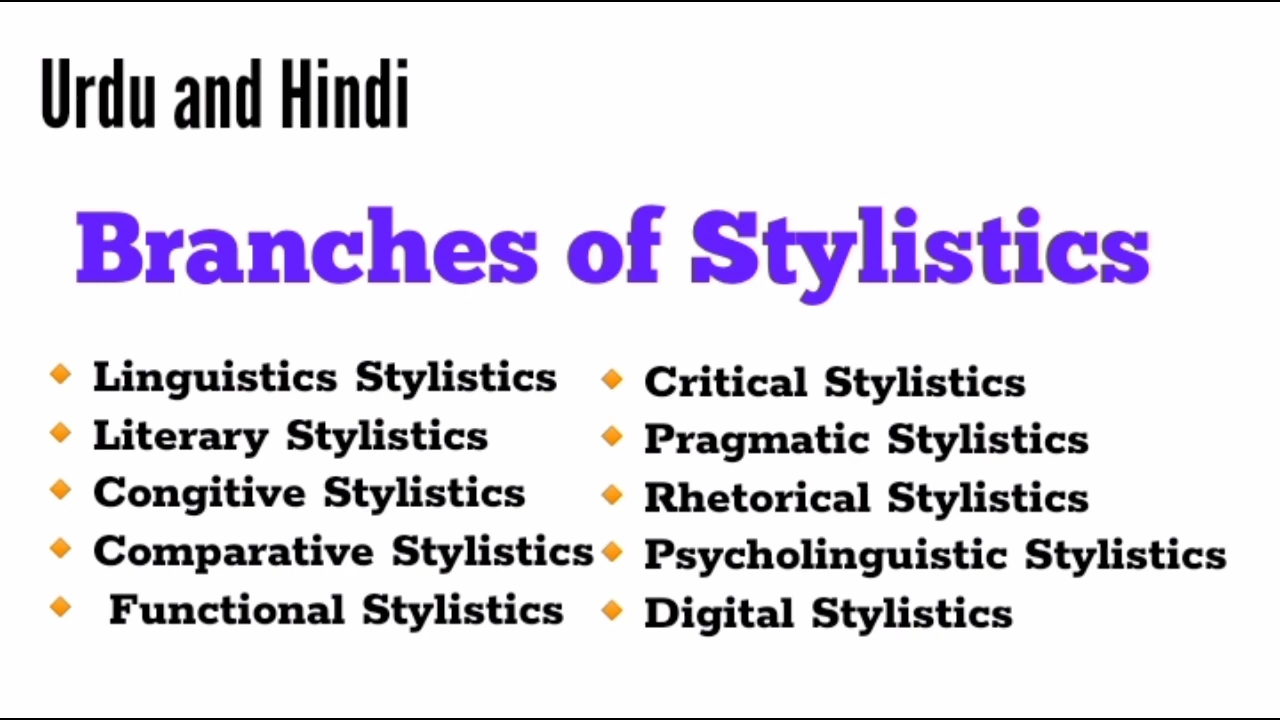 Urdu and Hindi
Branches of Stylistics
Linguistics Stylistics
Literary Stylistics
Congitive Stylistics
Comparative Stylistics
Functional Stylistics
Critical Stylistics
Pragmatic Stylistics
Rhetorical Stylistics
Psycholinguistic Stylistics
Digital Stylistics